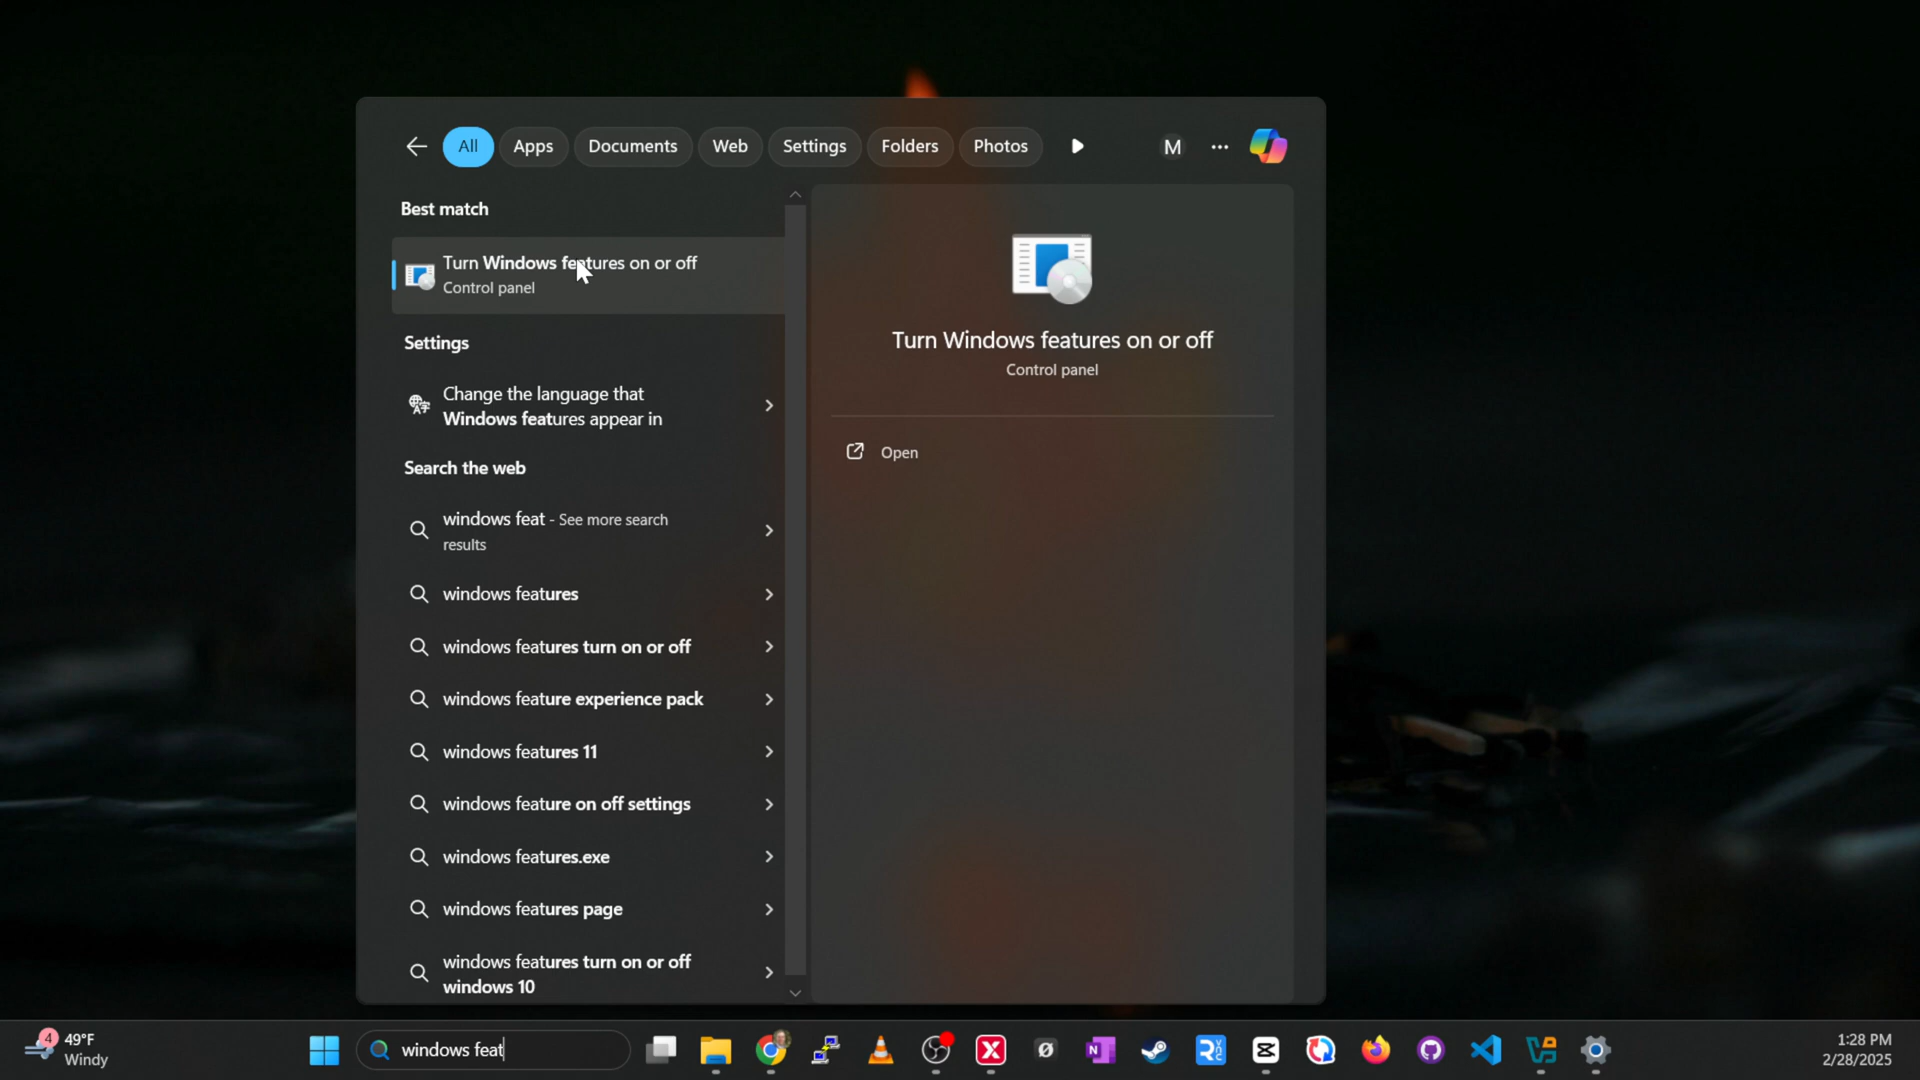 All
Apps
Documents
Web
Settings
Folders
Photos
M
Best match
Turn Windows features on or off
Control panel
Settings
Change the language that
Windows features appear in
Search the web
windows feat - See more search
results
windows features
windows features turn on or off
windows feature experience pack
windows features 11
windows feature on off settings
windows features.exe
windows features page
windows features turn on or off
windows 10
Turn Windows features on or off
Control panel
Open
4
49°F
Windy
windows feat
N
1:28 PM
2/28/2025